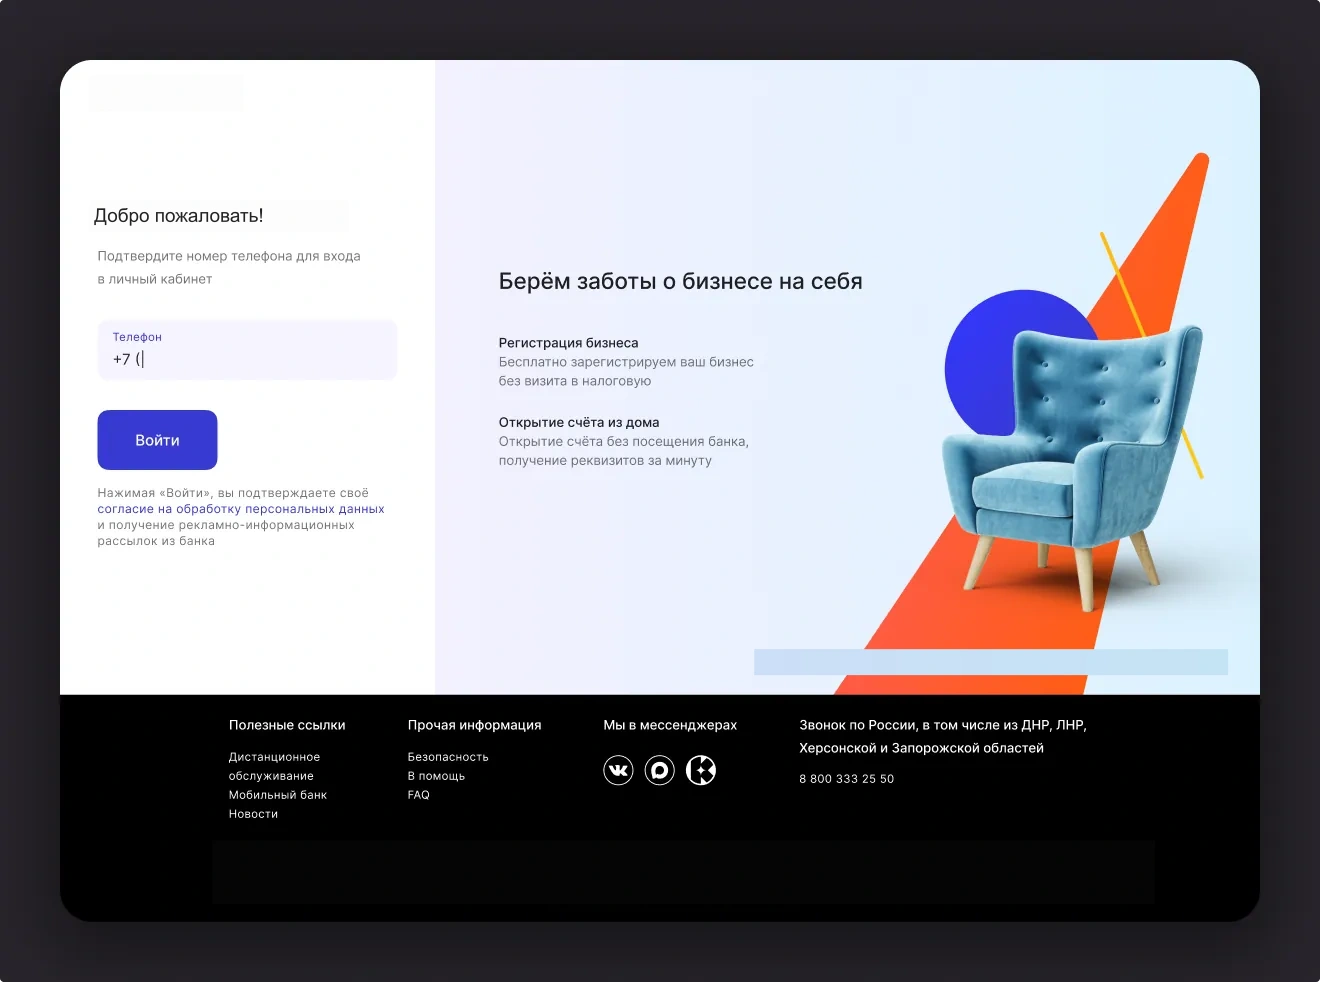 Добро пожаловать!
Подтвердите номер телефона для входа
в личный кабинет
Телефон
+7 (
Войти
Нажимая «Войти», вы подтверждаете своё
согласие на обработку персональных данных
и получение рекламно-информационных
рассылок из банка
Берём заботы о бизнесе на себя
Регистрация бизнеса
Бесплатно зарегистрируем ваш бизнес
без визита в налоговую
Открытие счёта из дома
Открытие счёта без посещения банка,
получение реквизитов за минуту
Полезные ссылки
Дистанционное
обслуживание
Мобильный банк
Новости
Прочая информация
Безопасность
В помощь
FAQ
Мы в мессенджерах
Звонок по России, в том числе из ДНР, ЛНР,
Херсонской и Запорожской областей
8 800 333 25 50